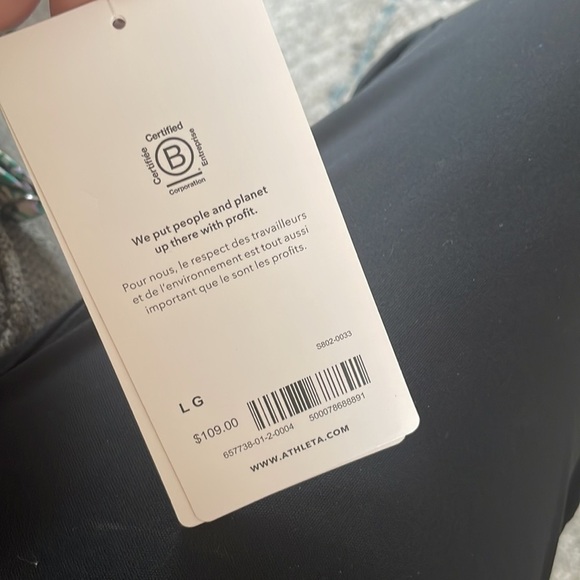 Certified
Certifiée
B
Entreprise
Corporation
We put people and planet
up there with profit.
Pour nous, le respect des travailleurs
et de l'environnement est tout aussi
important que le sont les profits.
S802-0033
LG
$109.00
657738-01-2-0004 500078688891
WWW.ATHLETA.COM